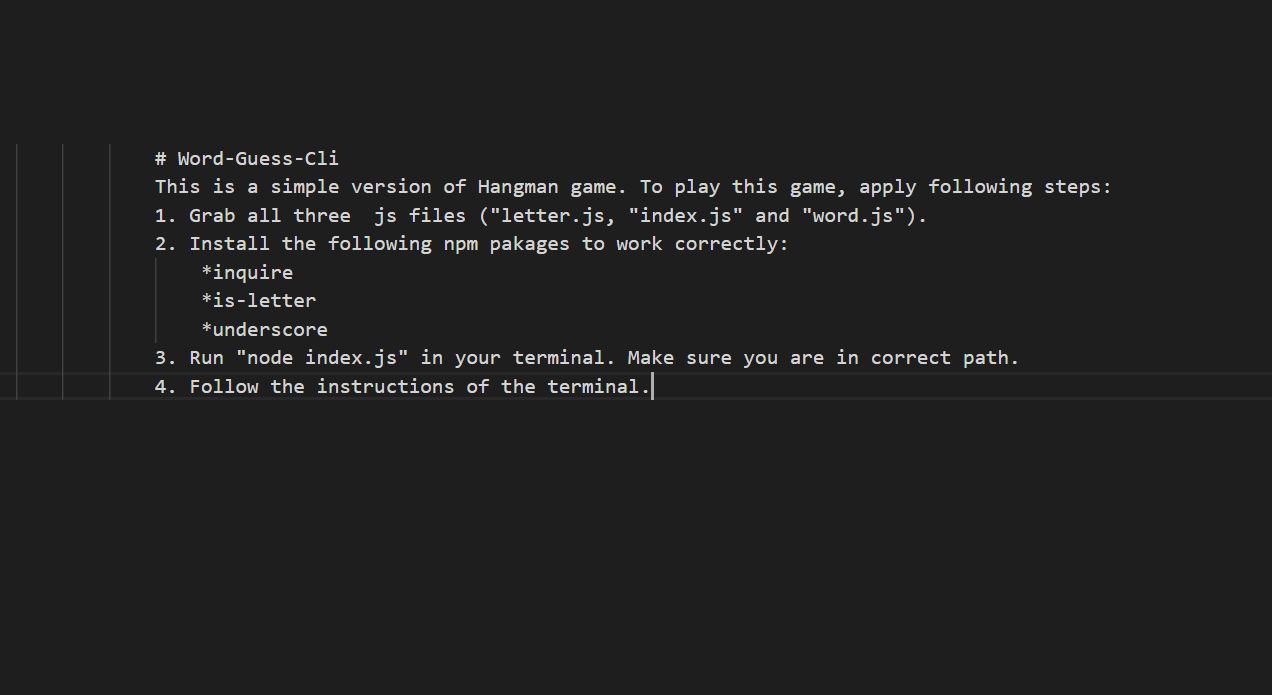 # Word-Guess-Cli
This is a simple version of Hangman game. To play this game, apply following steps:
1. Grab all three  js files ("letter.js, "index.js" and "word.js").
2. Install the following npm pakages to work correctly:
    *inquire
    *is-letter
    *underscore
3. Run "node index.js" in your terminal. Make sure you are in correct path.
4. Follow the instructions of the terminal.